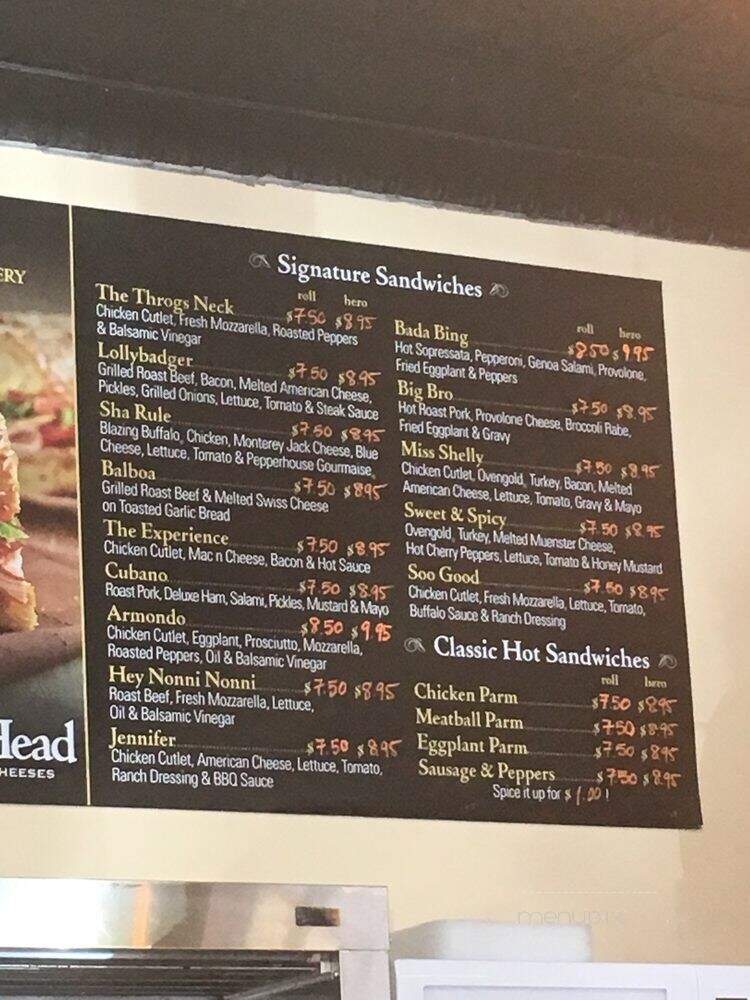 ERY
Head
HEESES
Signature Sandwiches
roll hero
The Throgs Neck $7.50 $8.95
Chicken Cutlet, Fresh Mozzarella, Roasted Peppers
& Balsamic Vinegar
Lollybadger $7.50 $8.95
Grilled Roast Beef, Bacon, Melted American Cheese,
Pickles, Grilled Onions, Lettuce, Tomato & Steak Sauce
Sha Rule $7.50 $8.95
Blazing Buffalo, Chicken, Monterey Jack Cheese, Blue
Cheese, Lettuce, Tomato & Pepperhouse Gourmaise
Balboa $7.50 $8.95
Grilled Roast Beef & Melted Swiss Cheese
on Toasted Garlic Bread
The Experience $7.50 $8.95
Chicken Cutlet, Mac n Cheese, Bacon & Hot Sauce
Cubano $7.50 $8.95
Roast Pork, Deluxe Ham, Salami, Pickles, Mustard & Mayo
Armondo $8.50 $9.95
Chicken Cutlet, Eggplant, Prosciutto, Mozzarella,
Roasted Peppers, Oil & Balsamic Vinegar
Hey Nonni Nonni $7.50 $8.95
Roast Beef, Fresh Mozzarella, Lettuce,
Oil & Balsamic Vinegar
Jennifer $7.50 $8.95
Chicken Cutlet, American Cheese, Lettuce, Tomato,
Ranch Dressing & BBQ Sauce
roll hero
Bada Bing $8.50 $9.95
Hot Sopressata, Pepperoni, Genoa Salami, Provolone,
Fried Eggplant & Peppers
Big Bro $7.50 $8.95
Hot Roast Pork, Provolone Cheese, Broccoli Rabe,
Fried Eggplant & Gravy
Miss Shelly $7.50 $8.95
Chicken Cutlet, Ovengold, Turkey, Bacon, Melted
American Cheese, Lettuce, Tomato, Gravy & Mayo
Sweet & Spicy $7.50 $8.95
Ovengold, Turkey, Melted Muenster Cheese,
Hot Cherry Peppers, Lettuce, Tomato & Honey Mustard
Soo Good $7.50 $8.95
Chicken Cutlet, Fresh Mozzarella, Lettuce, Tomato,
Buffalo Sauce & Ranch Dressing
Classic Hot Sandwiches
roll hero
Chicken Parm $7.50 $8.95
Meatball Parm $7.50 $8.95
Eggplant Parm $7.50 $8.95
Sausage & Peppers $7.50 $8.95
Spice it up for $1.00!